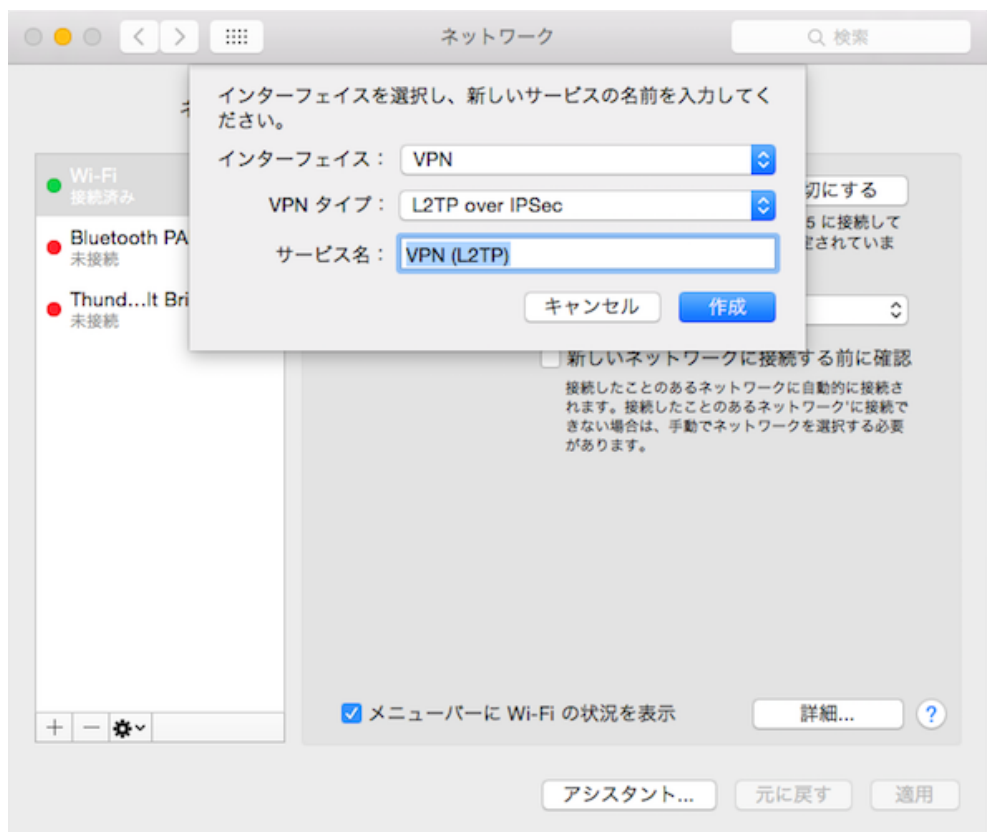 ネットワーク
検索
インターフェイスを選択し、新しいサービスの名前を入力してく
ださい。
インターフェイス： VPN
VPN タイプ： L2TP over IPSec
サービス名： VPN (L2TP)
キャンセル 作成
Wi-Fi
接続済み
Bluetooth PA
未接続
Thund...lt Bri
未接続
切にする
5 に接続して
定されていま
新しいネットワークに接続する前に確認
接続したことのあるネットワークに自動的に接続さ
れます。接続したことのあるネットワークに接続で
きない場合は、手動でネットワークを選択する必要
があります。
メニューバーに Wi-Fi の状況を表示
詳細...
?
アシスタント... 元に戻す 適用